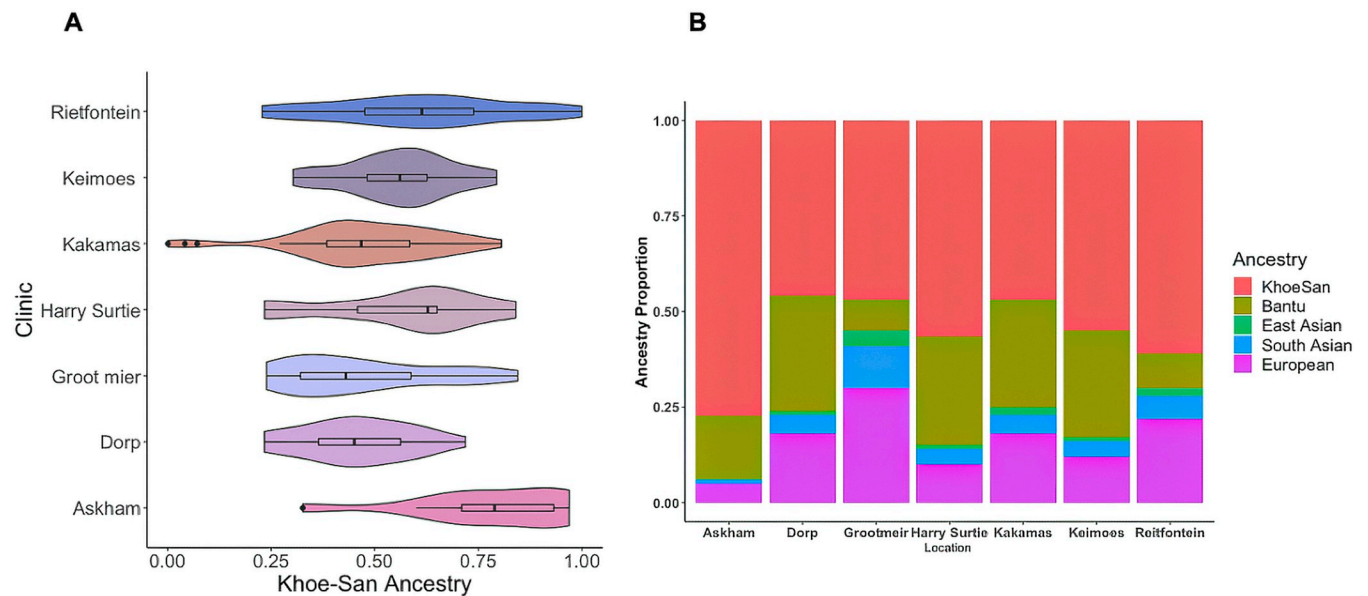 A
Clinic
Rietfontein
Keimoes
Kakamas
Harry Surtie
Groot mier
Dorp
Askham
0.00 0.25 0.50 0.75 1.00
Khoe-San Ancestry
B
Ancestry Proportion
1.00
0.75
0.50
0.25
0.00
Askham Dorp Grootmeir Harry Surtie Kakamas Keimoes Reitfontein
Location
Ancestry
KhoeSan
Bantu
East Asian
South Asian
European